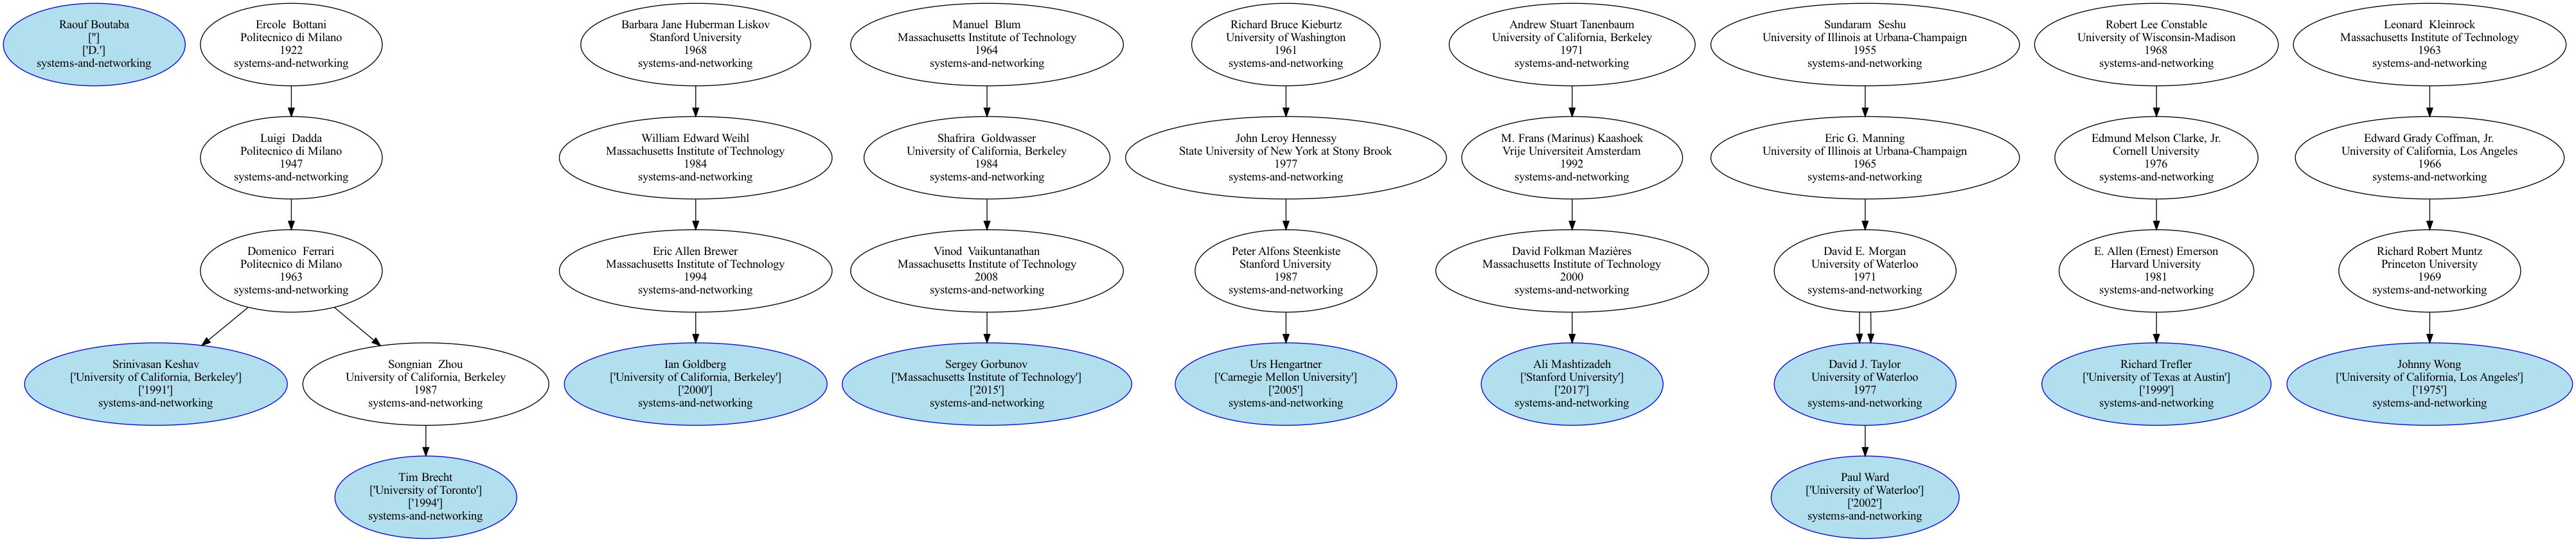 Raouf Boutaba
['']
['D.']
systems-and-networking
Ercole  Bottani
Politecnico di Milano
1922
systems-and-networking
Barbara Jane Huberman Liskov
Stanford University
1968
systems-and-networking
Manuel  Blum
Massachusetts Institute of Technology
1964
systems-and-networking
Richard Bruce Kieburtz
University of Washington
1961
systems-and-networking
Andrew Stuart Tanenbaum
University of California, Berkeley
1971
systems-and-networking
Sundaram  Seshu
University of Illinois at Urbana-Champaign
1955
systems-and-networking
Robert Lee Constable
University of Wisconsin-Madison
1968
systems-and-networking
Leonard  Kleinrock
Massachusetts Institute of Technology
1963
systems-and-networking
Luigi  Dadda
Politecnico di Milano
1947
systems-and-networking
William Edward Weihl
Massachusetts Institute of Technology
1984
systems-and-networking
Shafrira  Goldwasser
University of California, Berkeley
1984
systems-and-networking
John Leroy Hennessy
State University of New York at Stony Brook
1977
systems-and-networking
M. Frans (Marinus) Kaashoek
Vrije Universiteit Amsterdam
1992
systems-and-networking
Eric G. Manning
University of Illinois at Urbana-Champaign
1965
systems-and-networking
Edmund Melson Clarke, Jr.
Cornell University
1976
systems-and-networking
Edward Grady Coffman, Jr.
University of California, Los Angeles
1966
systems-and-networking
Domenico  Ferrari
Politecnico di Milano
1963
systems-and-networking
Eric Allen Brewer
Massachusetts Institute of Technology
1994
systems-and-networking
Vinod  Vaikuntanathan
Massachusetts Institute of Technology
2008
systems-and-networking
Peter Alfons Steenkiste
Stanford University
1987
systems-and-networking
David Folkman Mazières
Massachusetts Institute of Technology
2000
systems-and-networking
David E. Morgan
University of Waterloo
1971
systems-and-networking
E. Allen (Ernest) Emerson
Harvard University
1981
systems-and-networking
Richard Robert Muntz
Princeton University
1969
systems-and-networking
Srinivasan Keshav
['University of California, Berkeley']
['1991']
systems-and-networking
Songnian  Zhou
University of California, Berkeley
1987
systems-and-networking
Ian Goldberg
['University of California, Berkeley']
['2000']
systems-and-networking
Sergey Gorbunov
['Massachusetts Institute of Technology']
['2015']
systems-and-networking
Urs Hengartner
['Carnegie Mellon University']
['2005']
systems-and-networking
Ali Mashtizadeh
['Stanford University']
['2017']
systems-and-networking
David J. Taylor
University of Waterloo
1977
systems-and-networking
Richard Trefler
['University of Texas at Austin']
['1999']
systems-and-networking
Johnny Wong
['University of California, Los Angeles']
['1975']
systems-and-networking
Tim Brecht
['University of Toronto']
['1994']
systems-and-networking
Paul Ward
['University of Waterloo']
['2002']
systems-and-networking